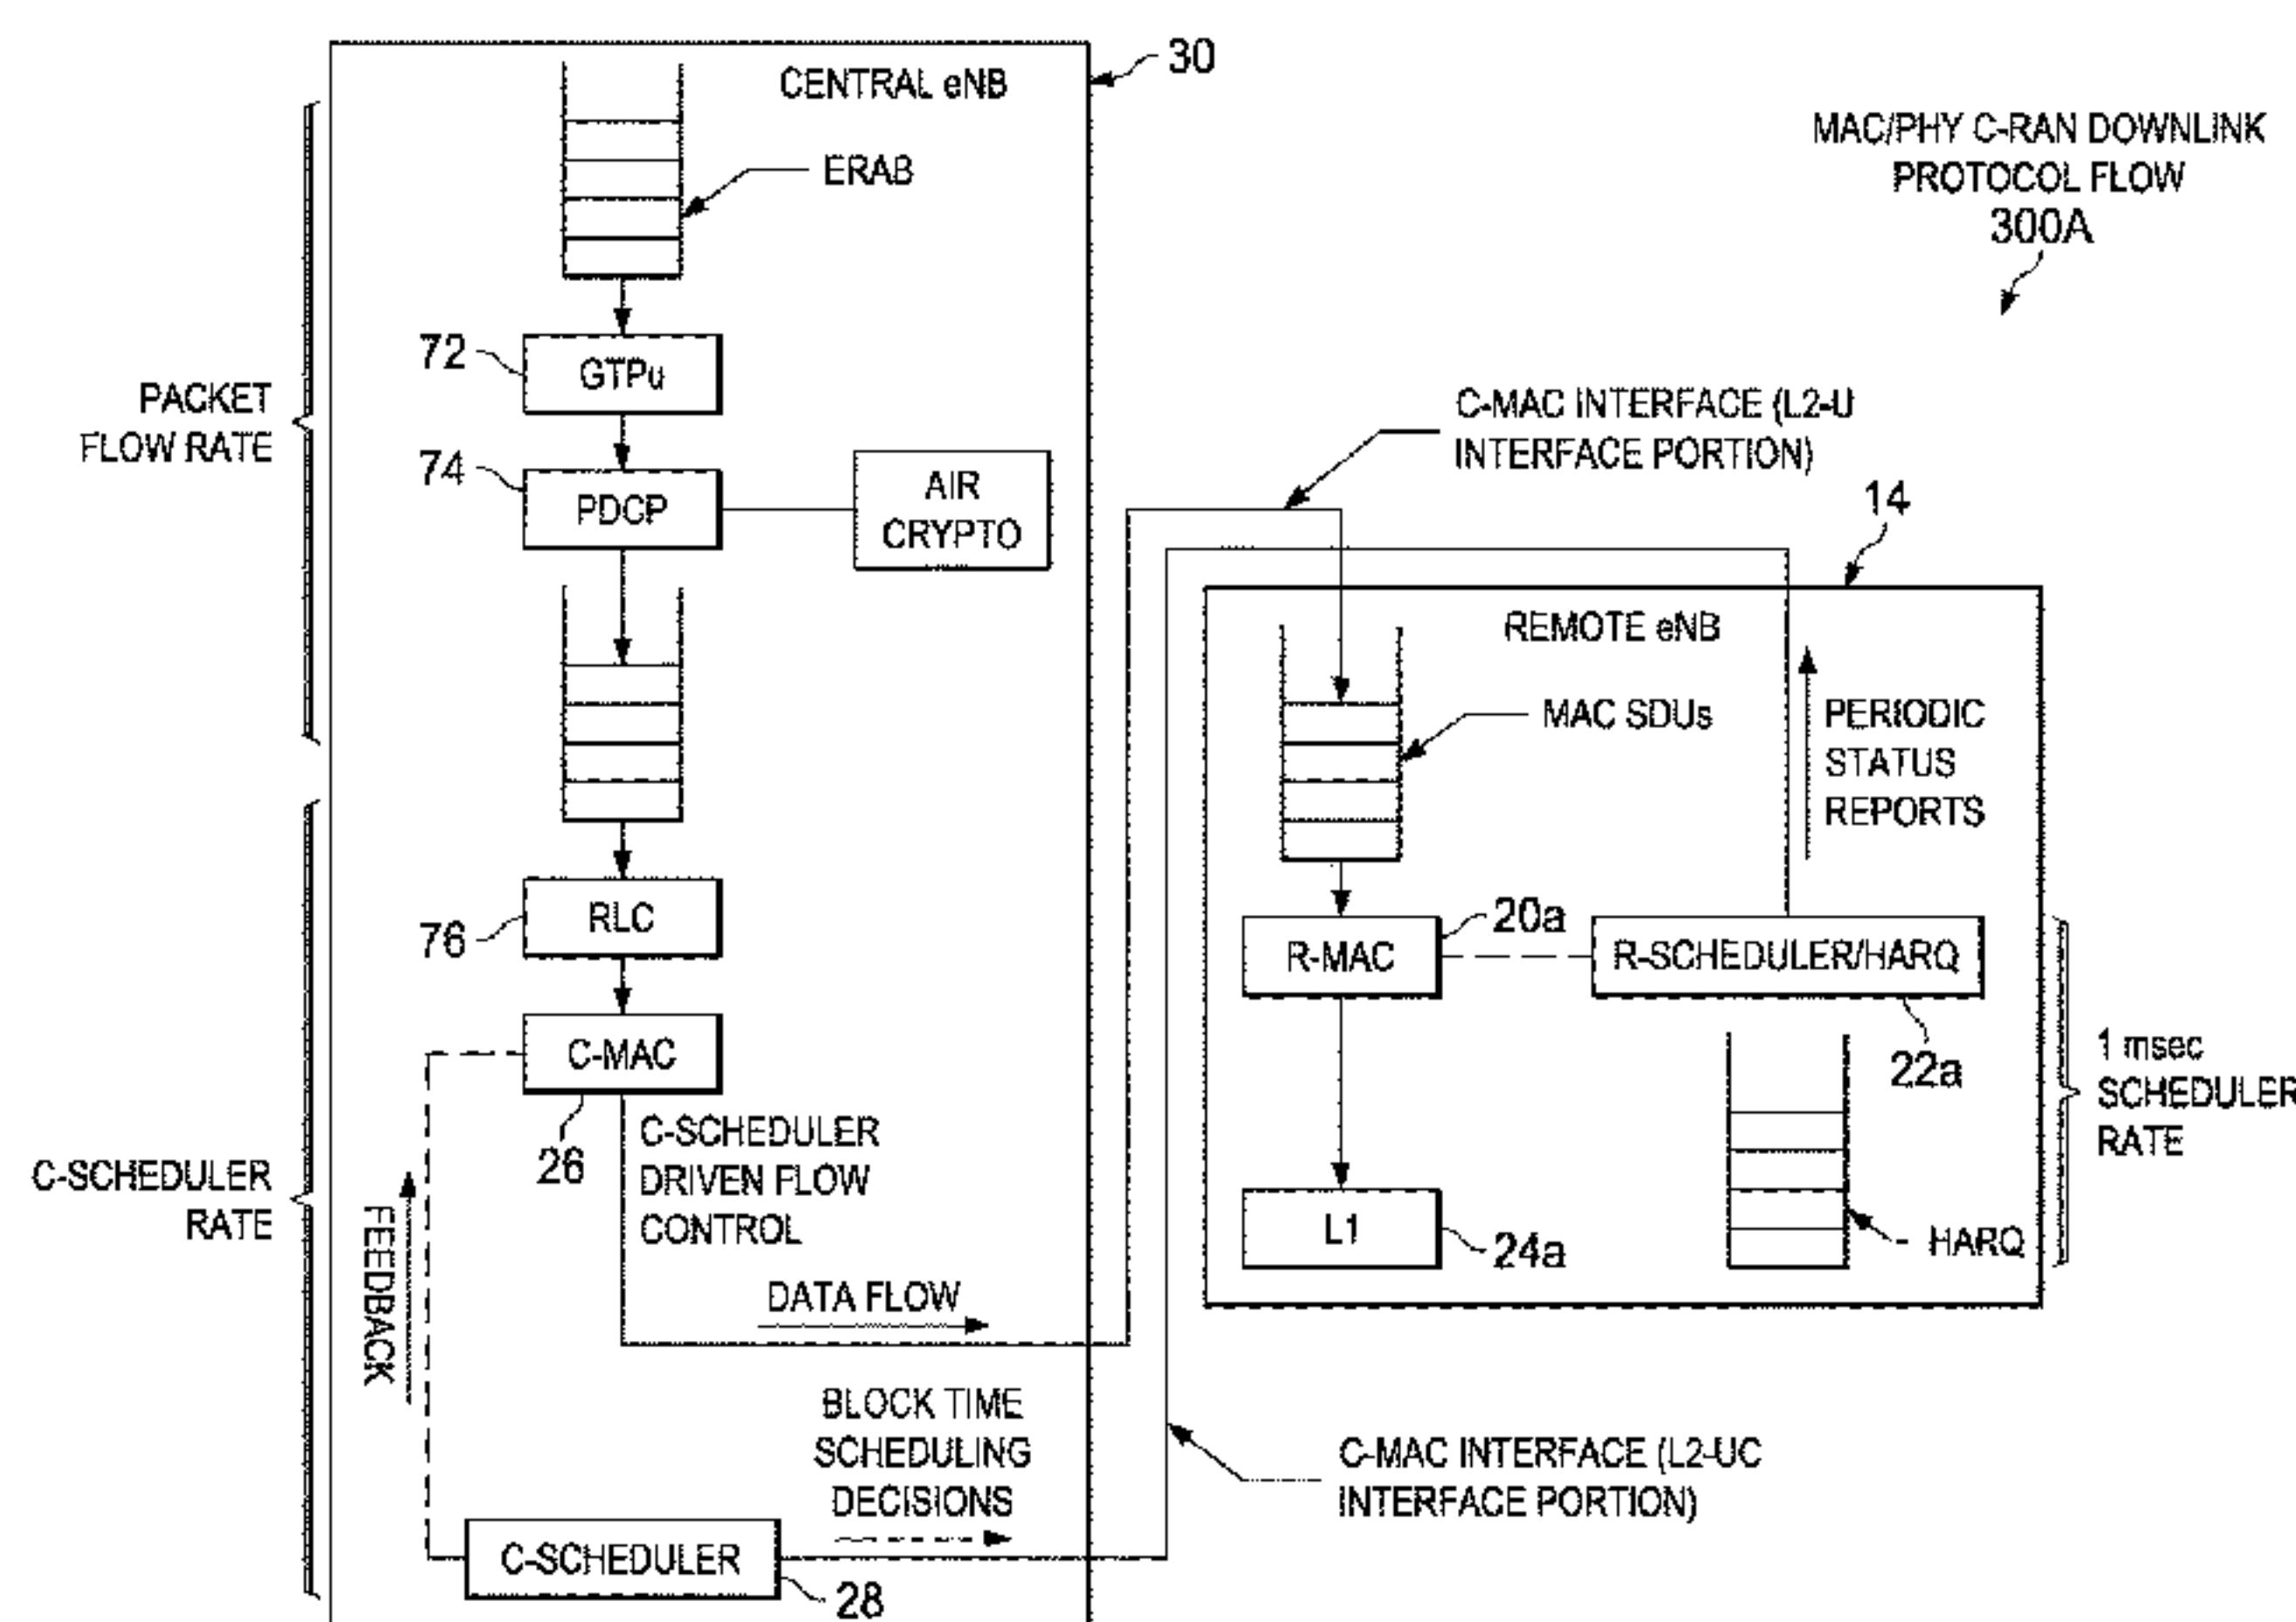 CENTRAL eNB
30
ERAB
MAC/PHY C-RAN DOWNLINK
PROTOCOL FLOW
300A
72
GTPu
PACKET
FLOW RATE
74
PDCP
AIR
CRYPTO
C-MAC INTERFACE (L2-U
INTERFACE PORTION)
14
REMOTE eNB
MAC SDUs
PERIODIC
STATUS
REPORTS
76
RLC
20a
R-MAC
R-SCHEDULER/HARQ
22a
1 msec
SCHEDULER
RATE
C-MAC
26
C-SCHEDULER
DRIVEN FLOW
CONTROL
C-SCHEDULER
RATE
FEEDBACK
L1
24a
HARQ
DATA FLOW
BLOCK TIME
SCHEDULING
DECISIONS
C-MAC INTERFACE (L2-UC
INTERFACE PORTION)
C-SCHEDULER
28